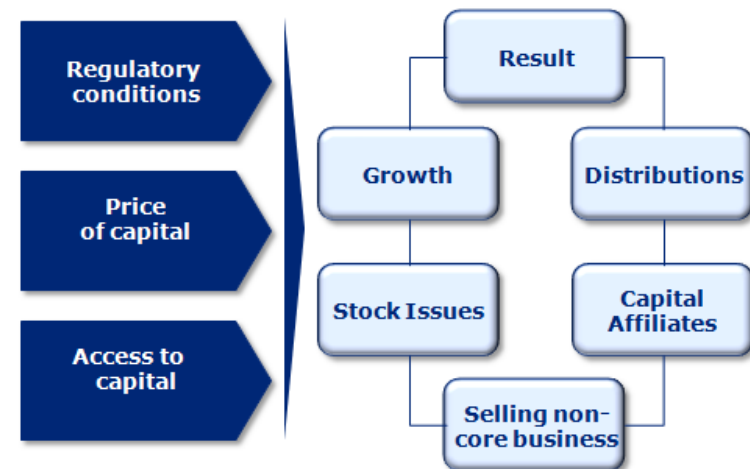 Regulatory
conditions
Price
of capital
Access to
capital
Result
Growth
Distributions
Stock Issues
Capital
Affiliates
Selling non-
core business